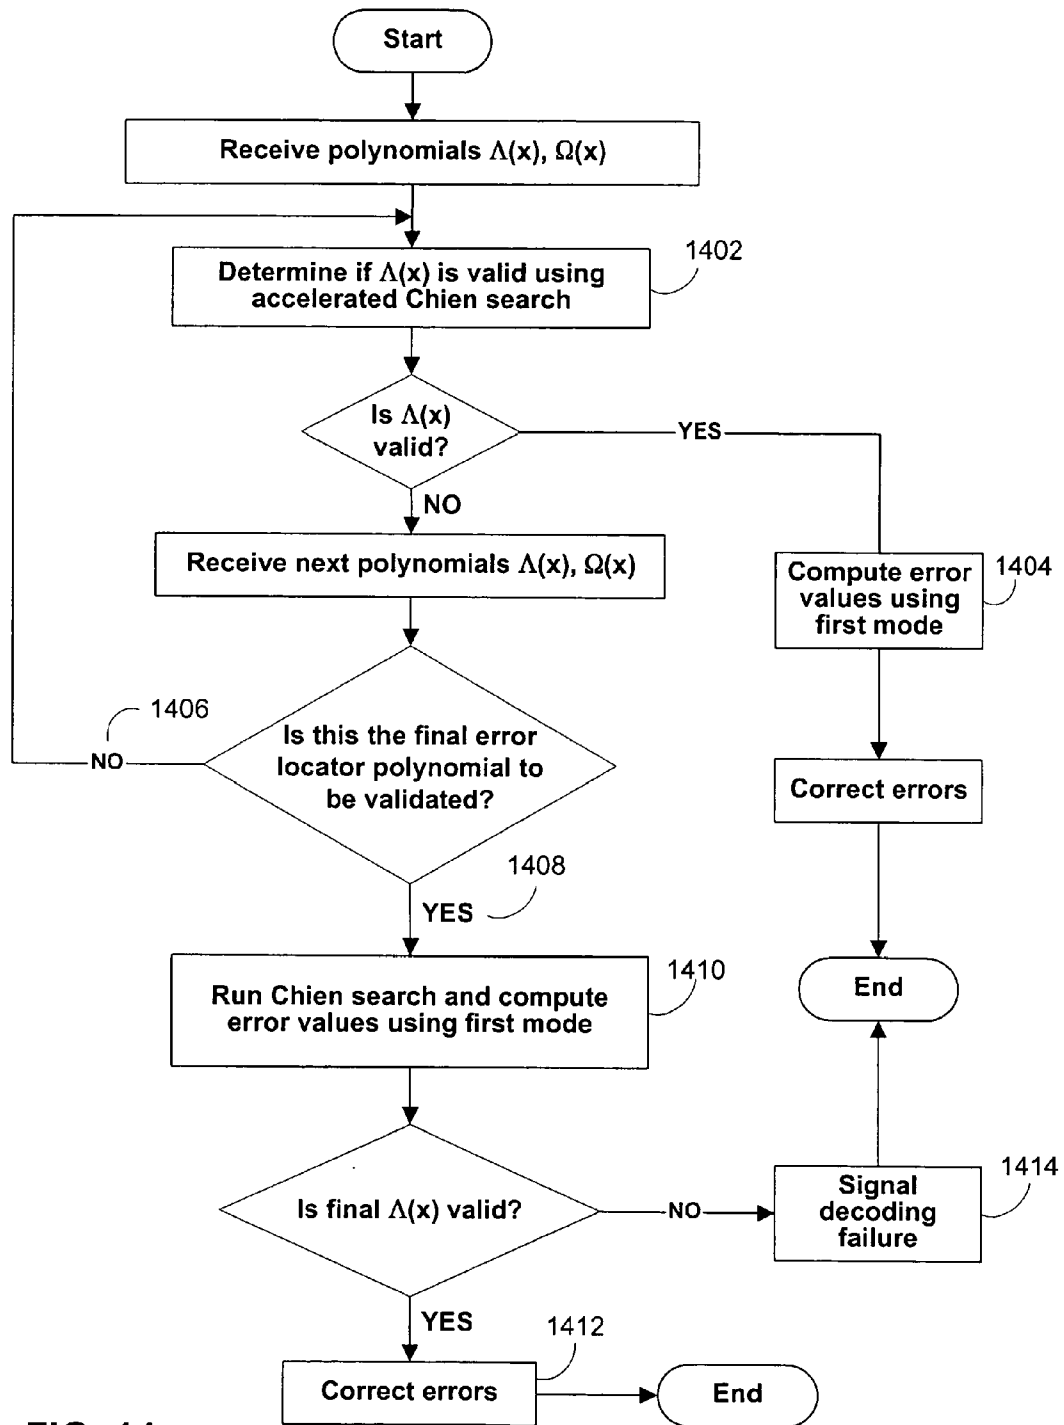 Start
Receive polynomials Λ(x), Ω(x)
1402
Determine if Λ(x) is valid using
accelerated Chien search
Is Λ(x)
valid?
YES
NO
Receive next polynomials Λ(x), Ω(x)
1404
Compute error
values using
first mode
1406
NO
Is this the final error
locator polynomial to
be validated?
Correct errors
1408
YES
1410
Run Chien search and compute
error values using first mode
End
Is final Λ(x) valid?
NO
1414
Signal
decoding
failure
YES
1412
Correct errors
End